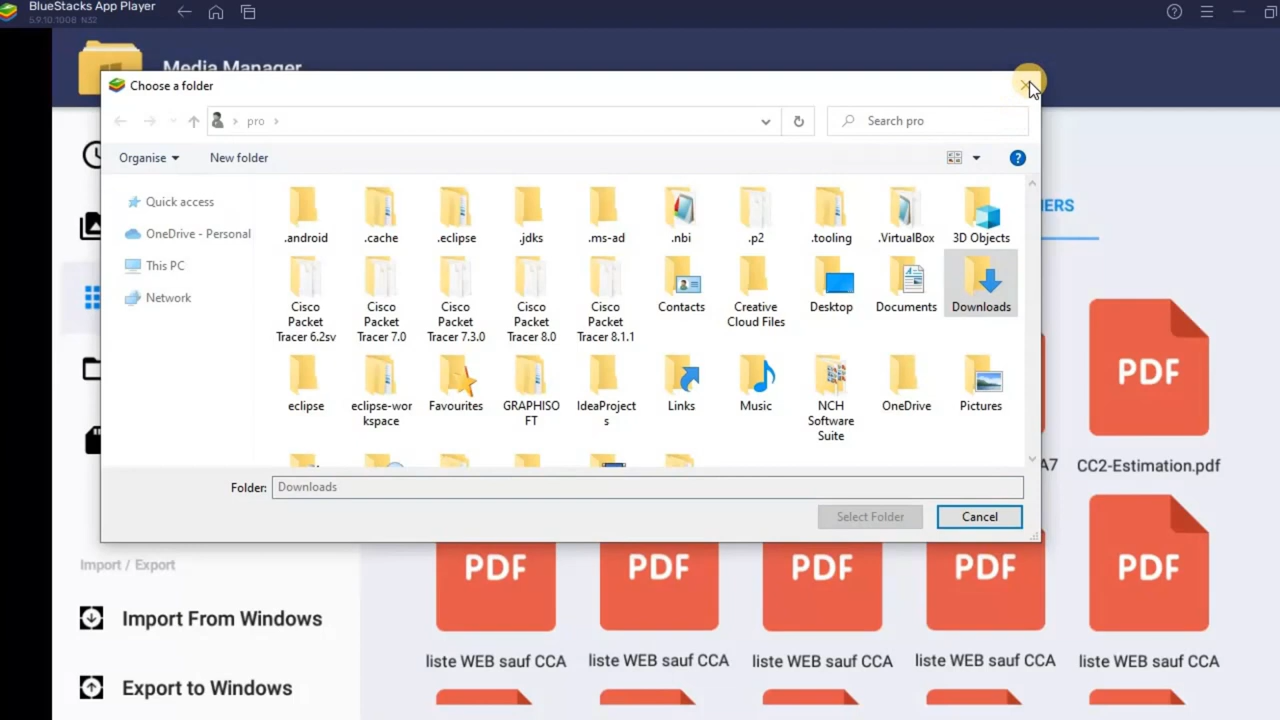 BlueStacks App Player
5.9.10.1008 N32
Media Manager
Choose a folder
pro
Search pro
Organise
New folder
Quick access
OneDrive - Personal
This PC
Network
.android
.cache
.eclipse
.jdks
.ms-ad
.nbi
.p2
.tooling
.VirtualBox
3D Objects
Cisco
Packet
Tracer 6.2sv
Cisco
Packet
Tracer 7.0
Cisco
Packet
Tracer 7.3.0
Cisco
Packet
Tracer 8.0
Cisco
Packet
Tracer 8.1.1
Contacts
Creative
Cloud Files
Desktop
Documents
Downloads
eclipse
eclipse-wor
kspace
Favourites
GRAPHISO
FT
IdeaProject
s
Links
Music
NCH
Software
Suite
OneDrive
Pictures
Folder:
Downloads
Select Folder
Cancel
ERS
PDF
A7
CC2-Estimation.pdf
PDF
PDF
PDF
PDF
PDF
liste WEB sauf CCA
liste WEB sauf CCA
liste WEB sauf CCA
liste WEB sauf CCA
liste WEB sauf CCA
Import / Export
Import From Windows
Export to Windows